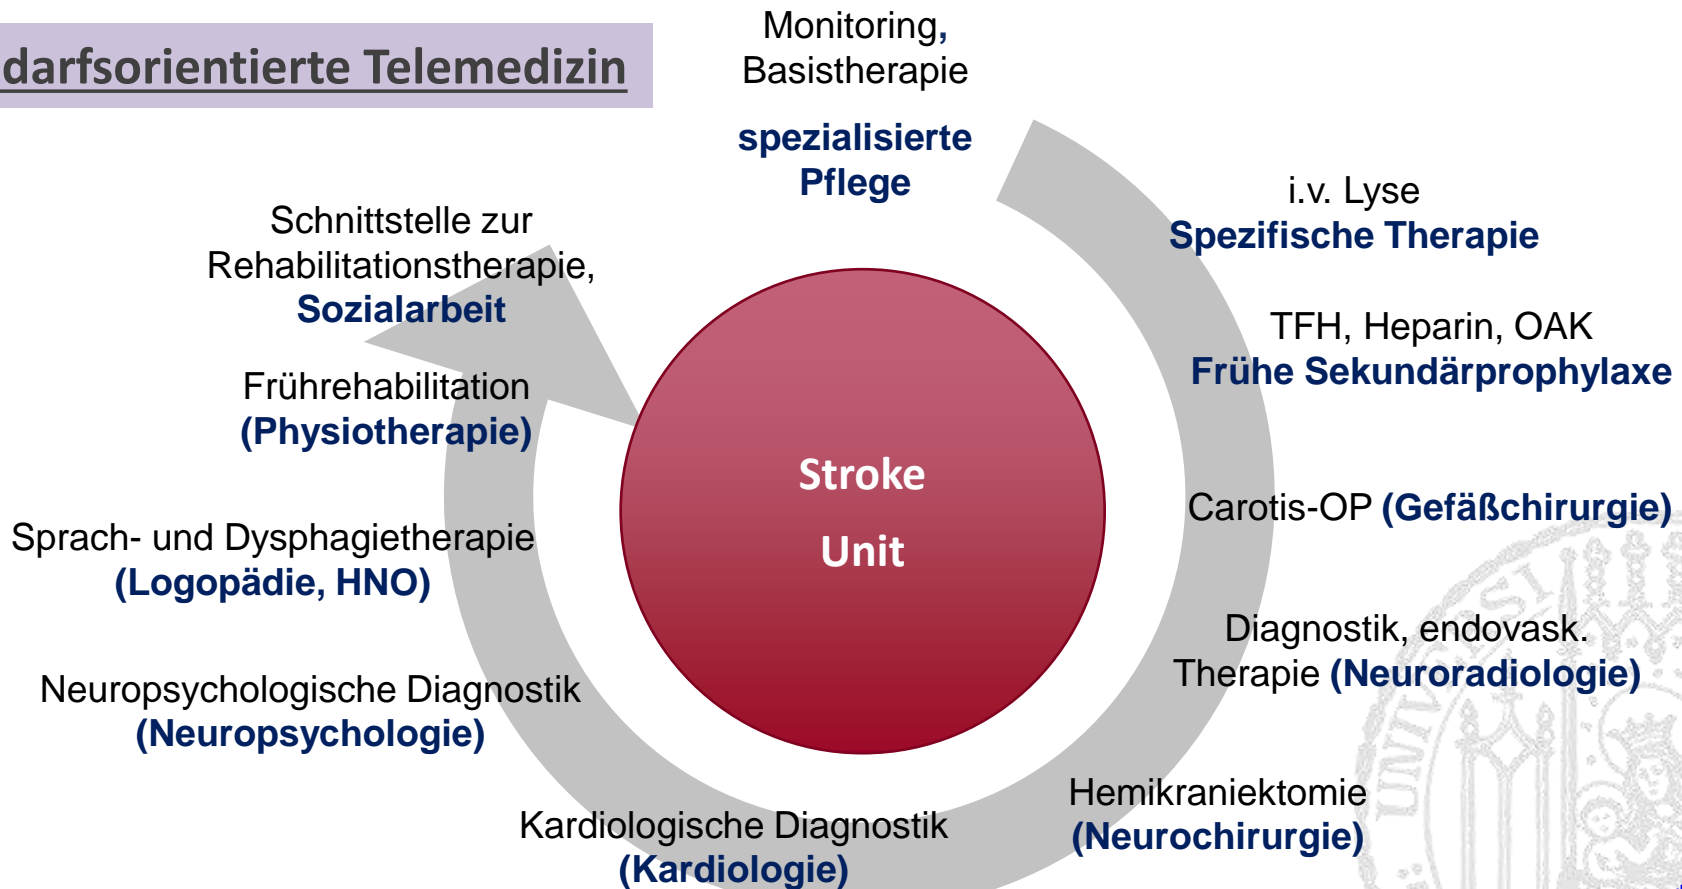 darfsorientierte Telemedizin
Monitoring,
Basistherapie
spezialisierte
Pflege
i.v. Lyse
Spezifische Therapie
TFH, Heparin, OAK
Frühe Sekundärprophylaxe
Carotis-OP (Gefäßchirurgie)
Diagnostik, endovask.
Therapie (Neuroradiologie)
Hemikraniektomie
(Neurochirurgie)
Kardiologische Diagnostik
(Kardiologie)
Neuropsychologische Diagnostik
(Neuropsychologie)
Sprach- und Dysphagietherapie
(Logopädie, HNO)
Frührehabilitation
(Physiotherapie)
Schnittstelle zur
Rehabilitationstherapie,
Sozialarbeit
Stroke
Unit